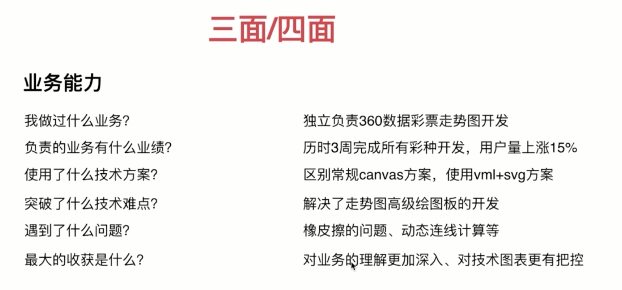 三面/四面
业务能力
我做过什么业务? 独立负责360数据彩票走势图开发
负责的业务有什么业绩? 历时3周完成所有彩种开发，用户量上涨15%
使用了什么技术方案? 区别常规canvas方案，使用vml+svg方案
突破了什么技术难点? 解决了走势图高级绘图板的开发
遇到了什么问题? 橡皮擦的问题、动态连线计算等
最大的收获是什么? 对业务的理解更加深入、对技术图表更有把控